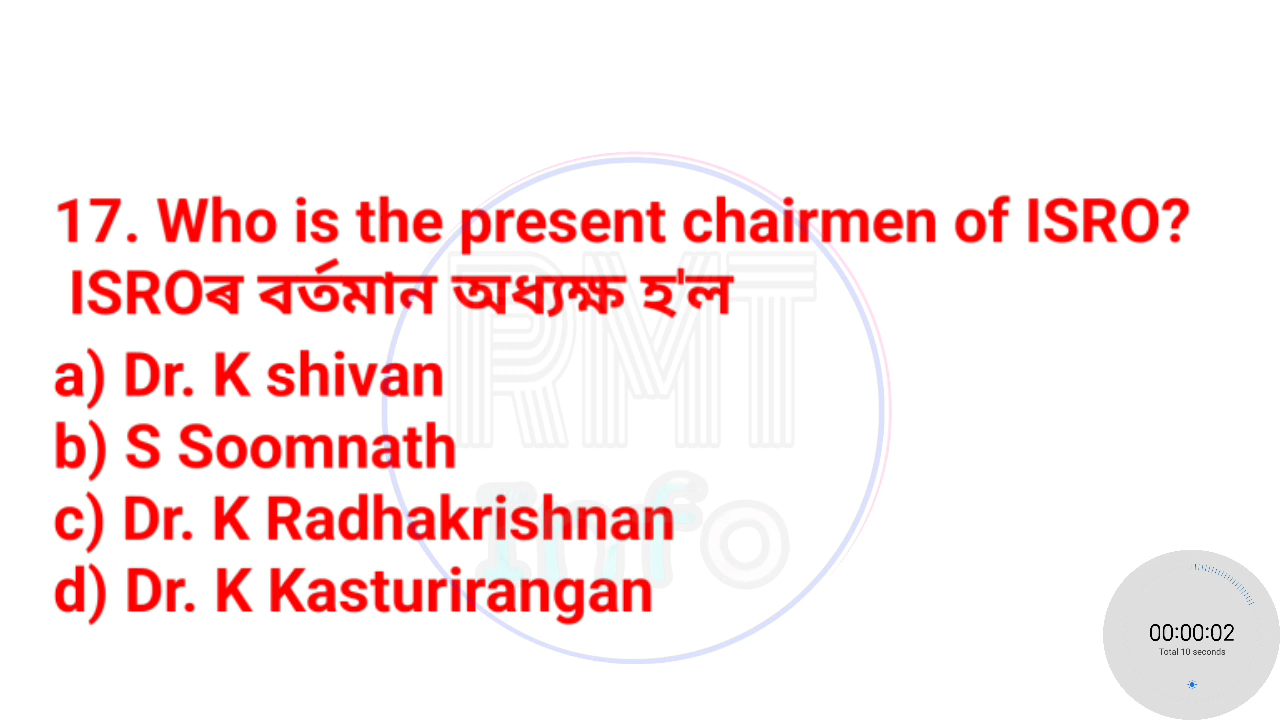 17. Who is the present chairmen of ISRO?
ISROৰ বৰ্তমান অধ্যক্ষ হ'ল
a) Dr. K shivan
b) S Soomnath
c) Dr. K Radhakrishnan
d) Dr. K Kasturirangan
RMT
Info
00:00:02
Total 10 seconds